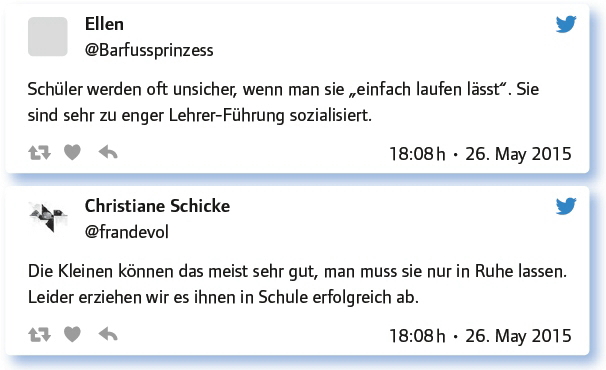 Ellen
@Barfussprinzess
Schüler werden oft unsicher, wenn man sie „einfach laufen lässt“. Sie
sind sehr zu enger Lehrer-Führung sozialisiert.
18:08 h • 26. May 2015
Christiane Schicke
@frandevol
Die Kleinen können das meist sehr gut, man muss sie nur in Ruhe lassen.
Leider erziehen wir es ihnen in Schule erfolgreich ab.
18:08 h • 26. May 2015